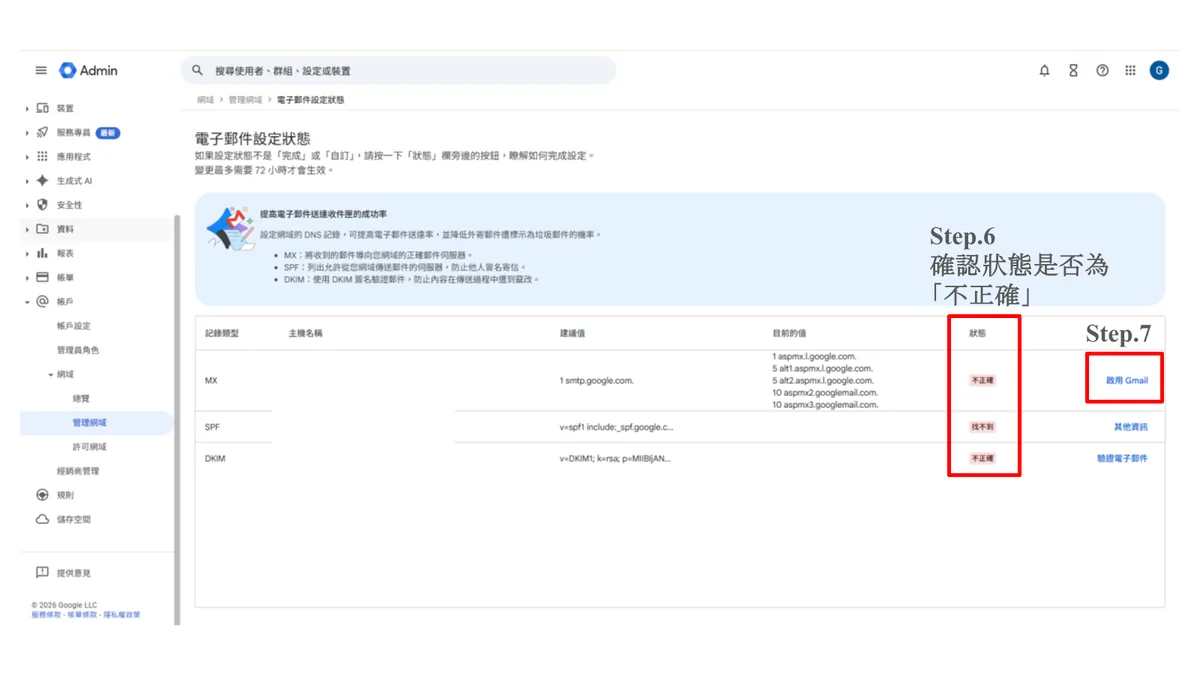 Admin
搜尋使用者、群組、設定或裝置
G
裝置
服務專員 最新
應用程式
生成式 AI
安全性
資料
報表
帳單
帳戶
帳戶設定
管理員角色
網域
總覽
管理網域
許可網域
經銷商管理
規則
儲存空間
提供意見
© 2026 Google LLC
服務條款 - 帳單條款 - 隱私權政策
網域 > 管理網域 > 電子郵件設定狀態
電子郵件設定狀態
如果設定狀態不是「完成」或「自訂」，請按一下「狀態」欄旁邊的按鈕，瞭解如何完成設定。
變更最多需要 72 小時才會生效。
提高電子郵件送達收件匣的成功率
設定網域的 DNS 記錄，可提高電子郵件送達率，並降低外寄郵件遭標示為垃圾郵件的機率。
• MX：將收到的郵件導向您網域的正確郵件伺服器。
• SPF：列出允許從您網域傳送郵件的伺服器，防止他人冒名寄信。
• DKIM：使用 DKIM 簽名驗證郵件，防止內容在傳送過程中遭到竄改。
Step.6
確認狀態是否為
「不正確」
Step.7
記錄類型 主機名稱 建議值 目前的值 狀態
MX 1 smtp.google.com. 1 aspmx.l.google.com.
5 alt1.aspmx.l.google.com.
5 alt2.aspmx.l.google.com.
10 aspmx2.googlemail.com.
10 aspmx3.googlemail.com.
不正確 啟用 Gmail
SPF v=spf1 include:_spf.google.c... 找不到 其他資訊
DKIM v=DKIM1; k=rsa; p=MIIBIjAN... 不正確 驗證電子郵件